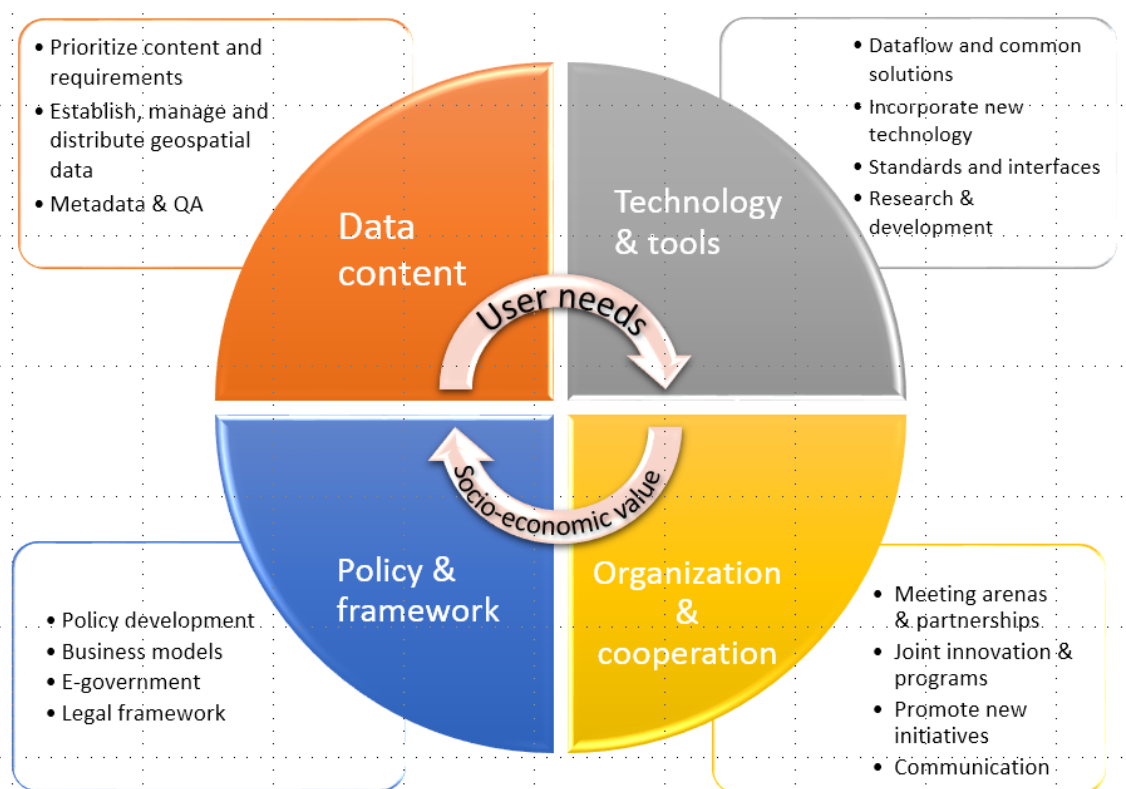 • Prioritize content and
requirements
• Establish, manage and
distribute geospatial
data
• Metadata & QA
• Dataflow and common
solutions
• Incorporate new
technology
• Standards and interfaces
• Research &
development
Data
content
Technology
& tools
User needs
Socio-economic value
Policy &
framework
Organization
&
cooperation
• Policy development
• Business models
• E-government
• Legal framework
• Meeting arenas
& partnerships
• Joint innovation &
programs
• Promote new
initiatives
• Communication